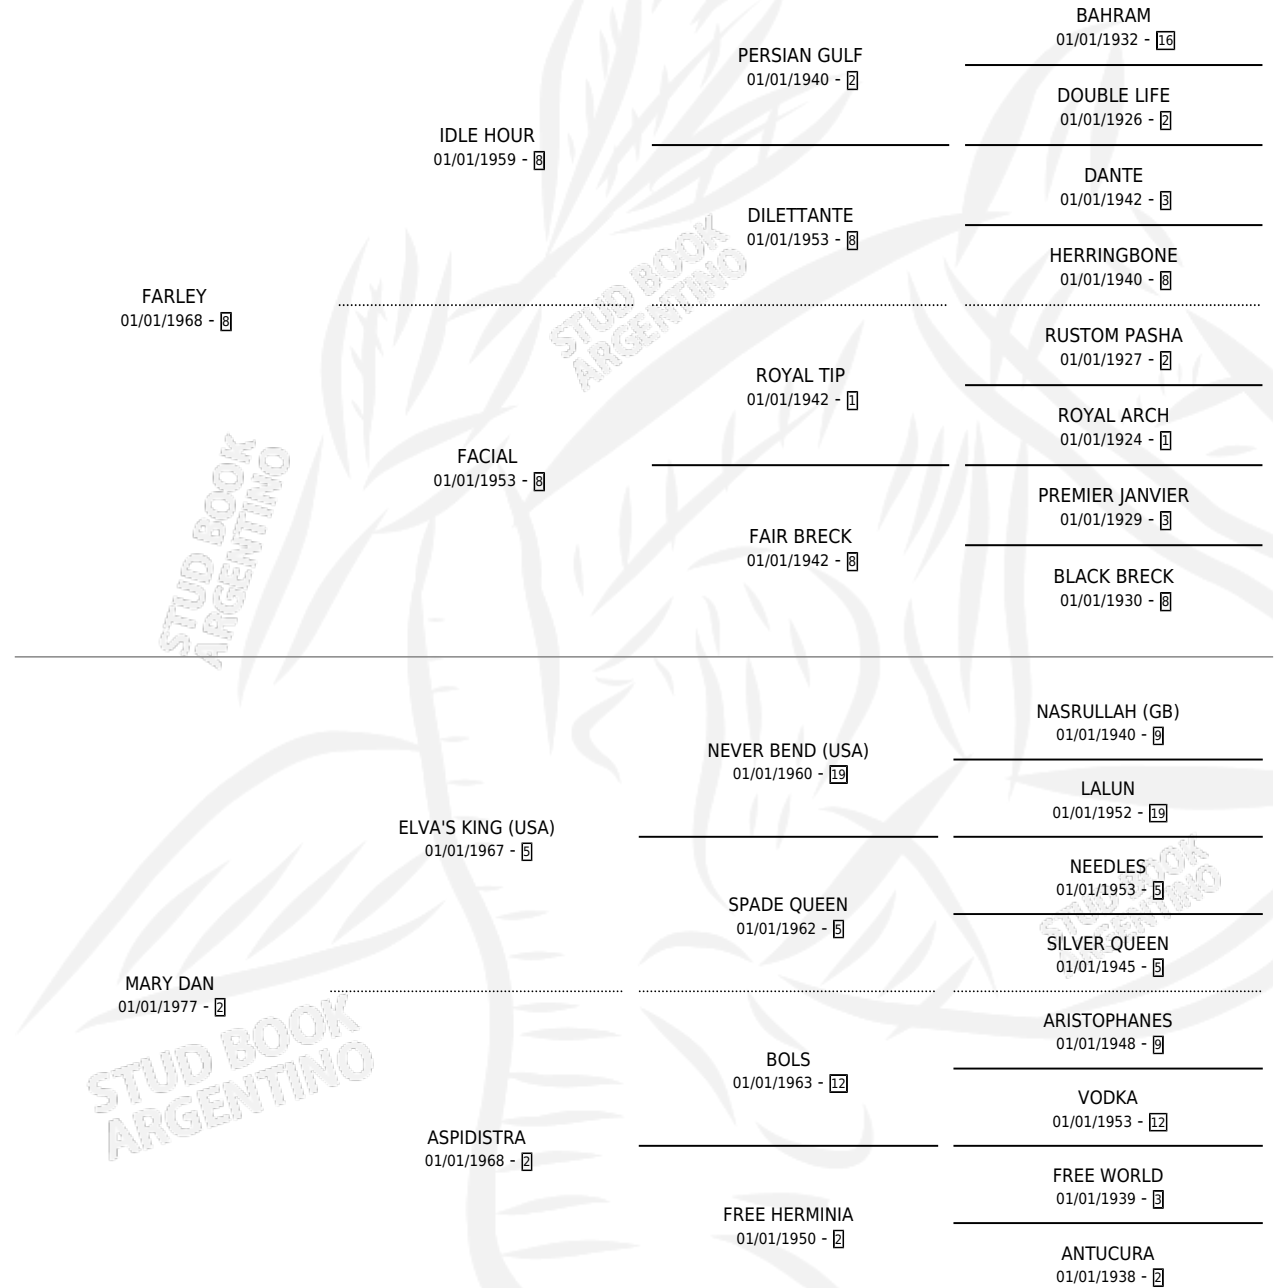 BAHRAM
01/01/1932 - 16
PERSIAN GULF
01/01/1940 - 2
DOUBLE LIFE
01/01/1926 - 2
IDLE HOUR
01/01/1959 - 8
DANTE
01/01/1942 - 3
DILETTANTE
01/01/1953 - 8
HERRINGBONE
01/01/1940 - 8
FARLEY
01/01/1968 - 8
STUD BOOK
ARGENTINO
RUSTOM PASHA
01/01/1927 - 2
ROYAL TIP
01/01/1942 - 1
ROYAL ARCH
01/01/1924 - 1
FACIAL
01/01/1953 - 8
PREMIER JANVIER
01/01/1929 - 3
FAIR BRECK
01/01/1942 - 8
BLACK BRECK
01/01/1930 - 8
STUD BOOK
ARGENTINO
NASRULLAH (GB)
01/01/1940 - 9
NEVER BEND (USA)
01/01/1960 - 19
LALUN
01/01/1952 - 19
ELVA'S KING (USA)
01/01/1967 - 5
NEEDLES
01/01/1953 - 5
SPADE QUEEN
01/01/1962 - 5
SILVER QUEEN
01/01/1945 - 5
STUD BOOK
ARGENTINO
MARY DAN
01/01/1977 - 2
ARISTOPHANES
01/01/1948 - 9
BOLS
01/01/1963 - 12
VODKA
01/01/1953 - 12
STUD BOOK
ARGENTINO
ASPIDISTRA
01/01/1968 - 2
FREE WORLD
01/01/1939 - 3
FREE HERMINIA
01/01/1950 - 2
ANTUCURA
01/01/1938 - 2